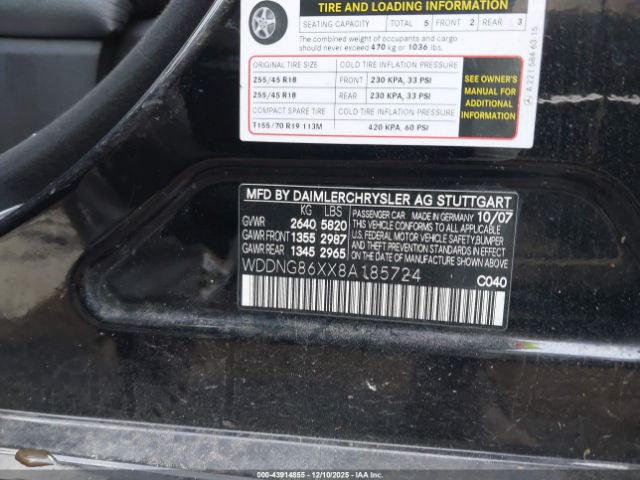 TIRE AND LOADING INFORMATION
SEATING CAPACITY TOTAL 5 FRONT 2 REAR 3
The combined weight of occupants and cargo
should never exceed 470 kg or 1036 lbs.
ORIGINAL TIRE SIZE COLD TIRE INFLATION PRESSURE
255/45 R18 FRONT 230 KPA, 33 PSI
255/45 R18 REAR 230 KPA, 33 PSI
COMPACT SPARE TIRE COLD TIRE INFLATION PRESSURE
T155/70 R19 113M 420 KPA, 60 PSI
SEE OWNER'S
MANUAL FOR
ADDITIONAL
INFORMATION
A 221 584 63 15
MFD BY DAIMLERCHRYSLER AG STUTTGART
KG LBS
GVWR 2640 5820
GAWR FRONT 1355 2987
GAWR REAR 1345 2965
PASSENGER CAR MADE IN GERMANY 10/07
THIS VEHICLE CONFORMS TO ALL APPLICABLE
U.S. FEDERAL MOTOR VEHICLE SAFETY, BUMPER
AND THEFT PREVENTION STANDARDS IN EFFECT
ON THE DATE OF MANUFACTURE SHOWN ABOVE.
WDDNG86XX8A185724
C040
000-43914855 - 12/10/2025 - IAAI.COM